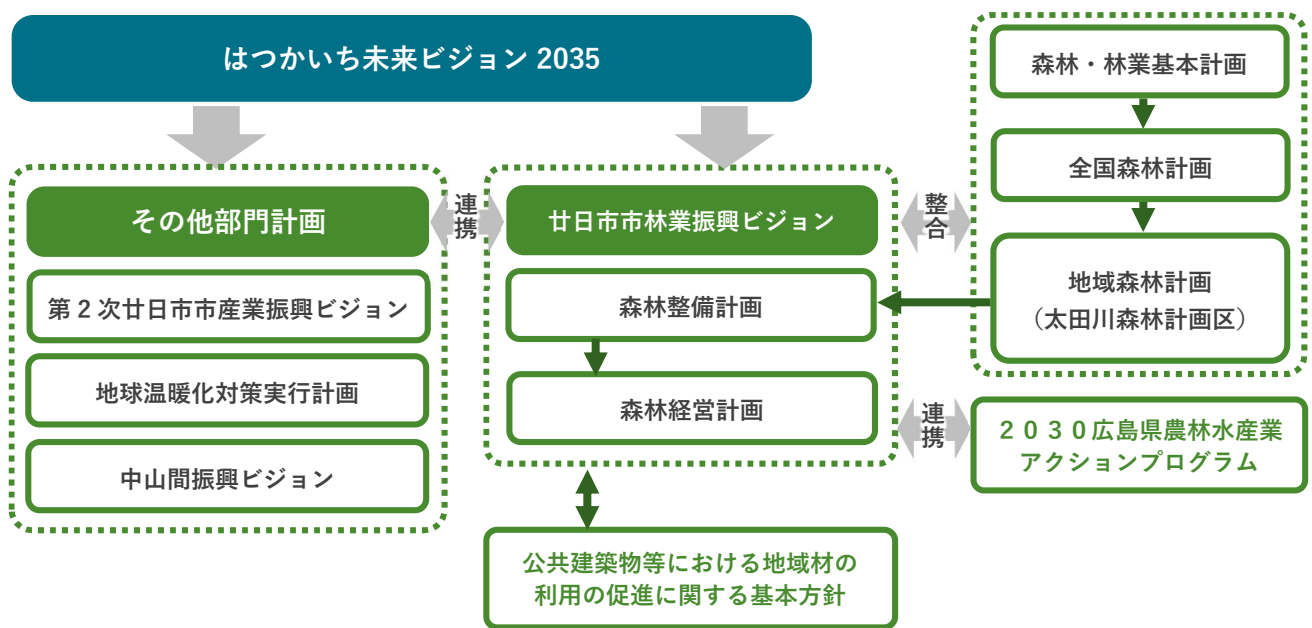 はつかいち未来ビジョン 2035
その他部門計画
第2次廿日市市産業振興ビジョン
地球温暖化対策実行計画
中山間振興ビジョン
連携
廿日市市林業振興ビジョン
森林整備計画
森林経営計画
公共建築物等における地域材の
利用の促進に関する基本方針
整合
連携
森林・林業基本計画
全国森林計画
地域森林計画
（太田川森林計画区）
２０３０広島県農林水産業
アクションプログラム